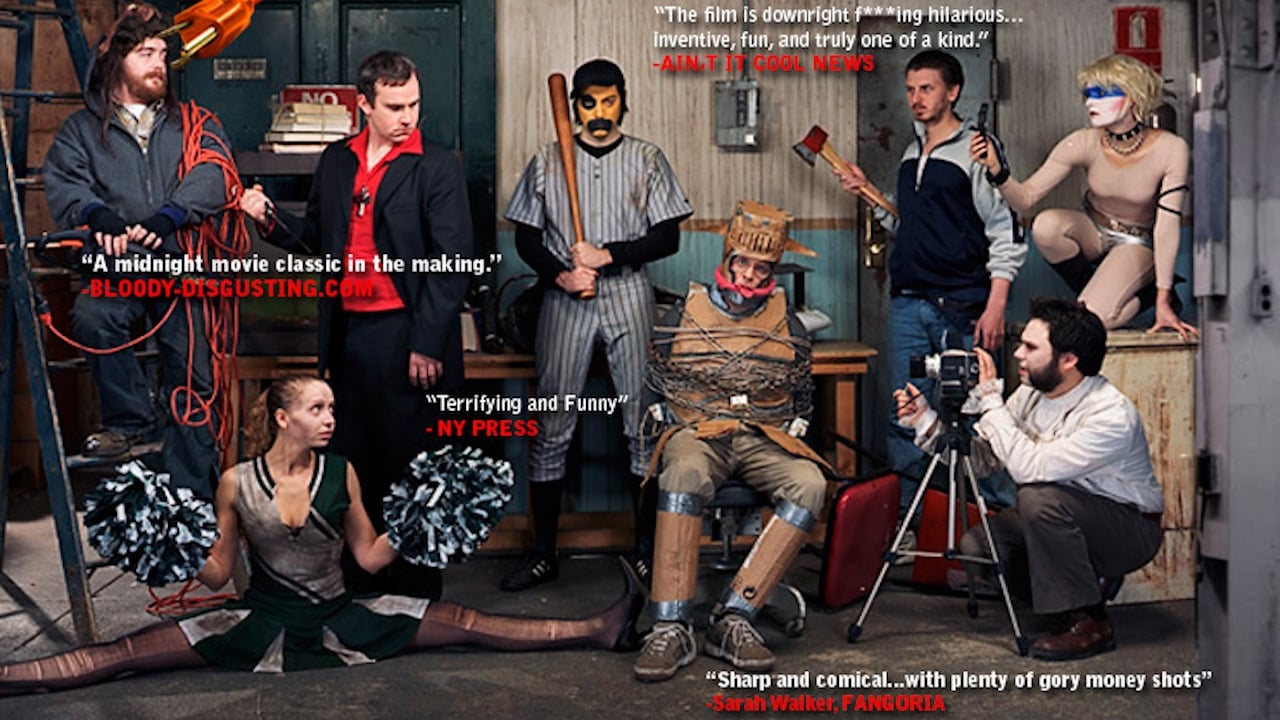 “The film is downright f***ing hilarious...
inventive, fun, and truly one of a kind.”
-AIN,T IT COOL NEWS
NO
“A midnight movie classic in the making.”
-BLOODY-DISGUSTING.COM
“Terrifying and Funny”
- NY PRESS
“Sharp and comical...with plenty of gory money shots”
-Sarah Walker, FANGORIA